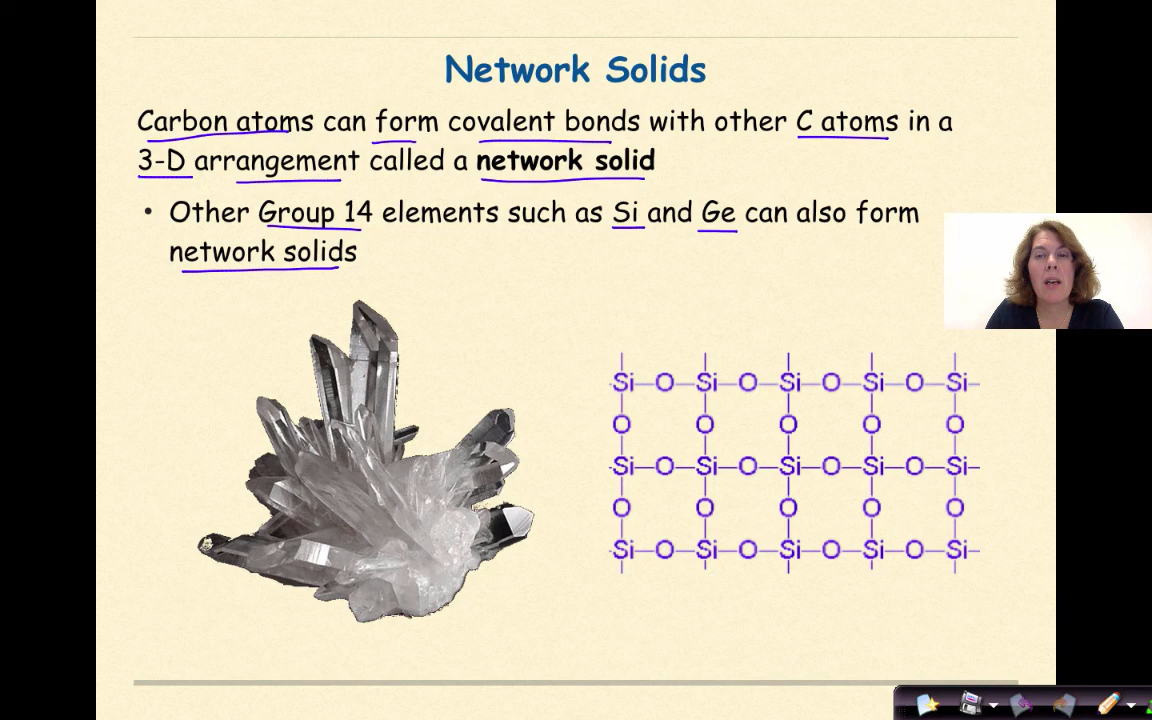 Network Solids
Carbon atoms can form covalent bonds with other C atoms in a
3-D arrangement called a network solid
• Other Group 14 elements such as Si and Ge can also form
network solids
Si—O—Si—O—Si—O—Si—O—Si
O O O O O
Si—O—Si—O—Si—O—Si—O—Si
O O O O O
Si—O—Si—O—Si—O—Si—O—Si